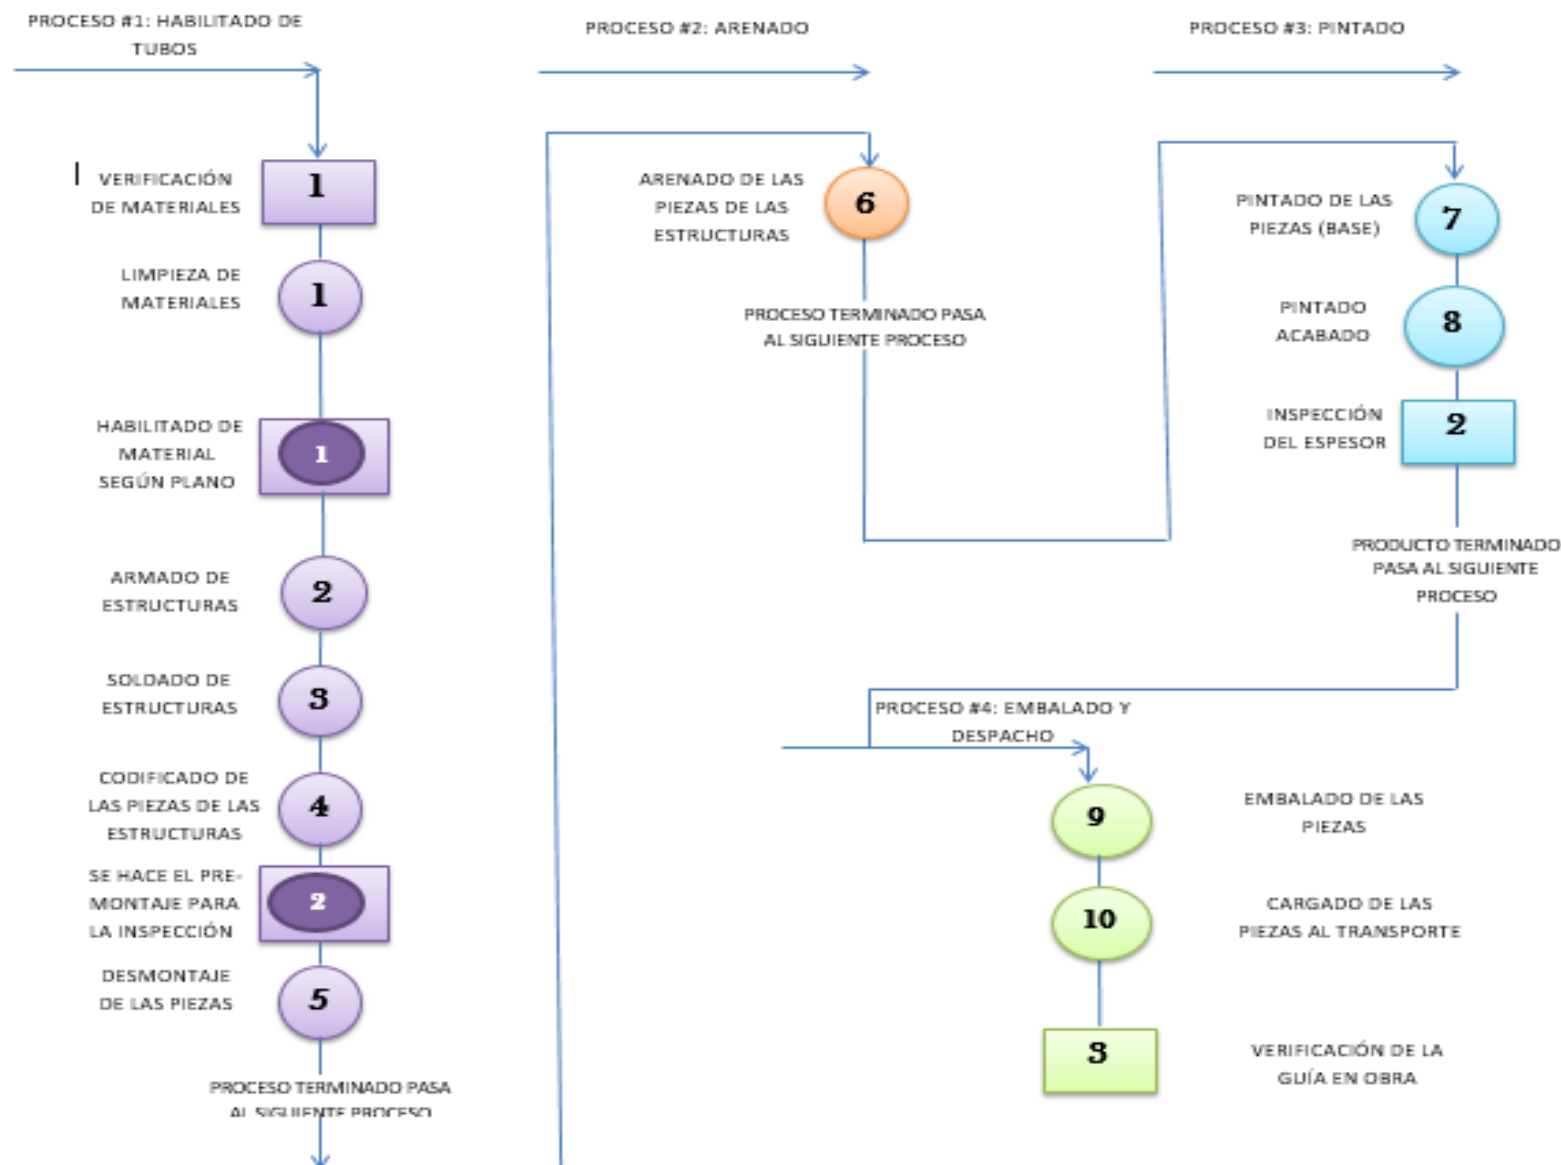 PROCESO #1: HABILITADO DE
TUBOS
VERIFICACIÓN
DE MATERIALES
1
LIMPIEZA DE
MATERIALES
1
HABILITADO DE
MATERIAL
SEGÚN PLANO
1
ARMADO DE
ESTRUCTURAS
2
SOLDADO DE
ESTRUCTURAS
3
CODIFICADO DE
LAS PIEZAS DE LAS
ESTRUCTURAS
4
SE HACE EL PRE-
MONTAJE PARA
LA INSPECCIÓN
2
DESMONTAJE
DE LAS PIEZAS
5
PROCESO TERMINADO PASA
AL SIGUIENTE PROCESO
PROCESO #2: ARENADO
ARENADO DE LAS
PIEZAS DE LAS
ESTRUCTURAS
6
PROCESO TERMINADO PASA
AL SIGUIENTE PROCESO
PROCESO #3: PINTADO
PINTADO DE LAS
PIEZAS (BASE)
7
PINTADO
ACABADO
8
INSPECCIÓN
DEL ESPESOR
2
PRODUCTO TERMINADO
PASA AL SIGUIENTE
PROCESO
PROCESO #4: EMBALADO Y
DESPACHO
9
EMBALADO DE LAS
PIEZAS
10
CARGADO DE LAS
PIEZAS AL TRANSPORTE
3
VERIFICACIÓN DE LA
GUÍA EN OBRA